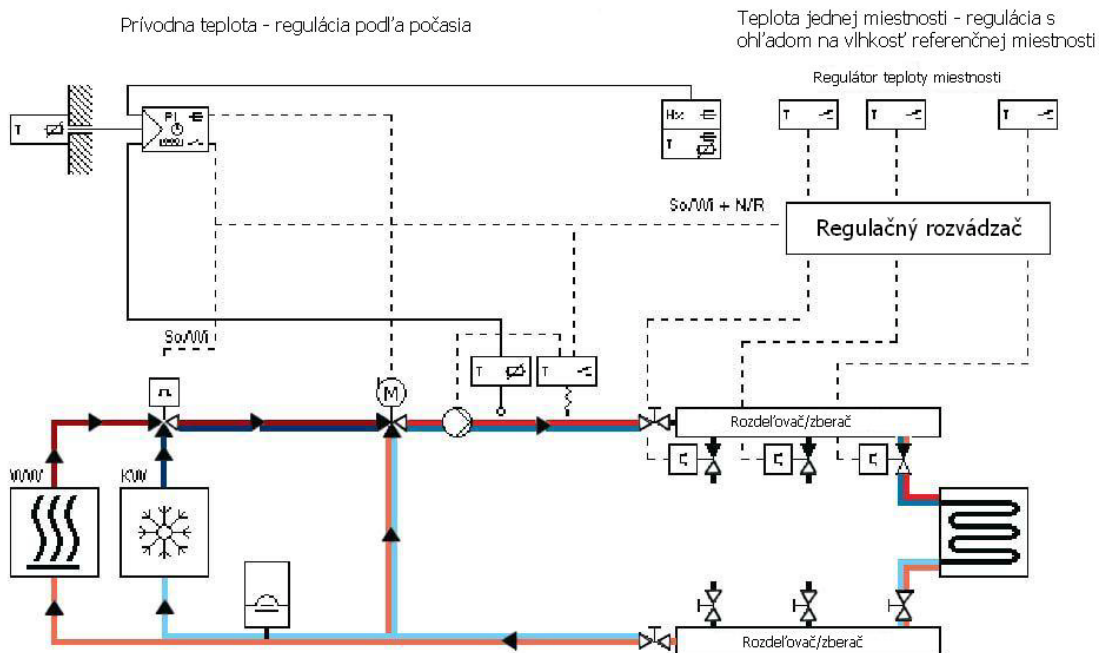 Prívodna teplota - regulácia podľa počasia
Teplota jednej miestnosti - regulácia s
ohľadom na vlhkosť referenčnej miestnosti
Regulátor teploty miestnosti
T
PI
Hx
T
T
T
T
So/Wi + N/R
Regulačný rozvádzač
So/Wi
T
T
M
Rozdeľovač/zberač
WW
KW
Rozdeľovač/zberač